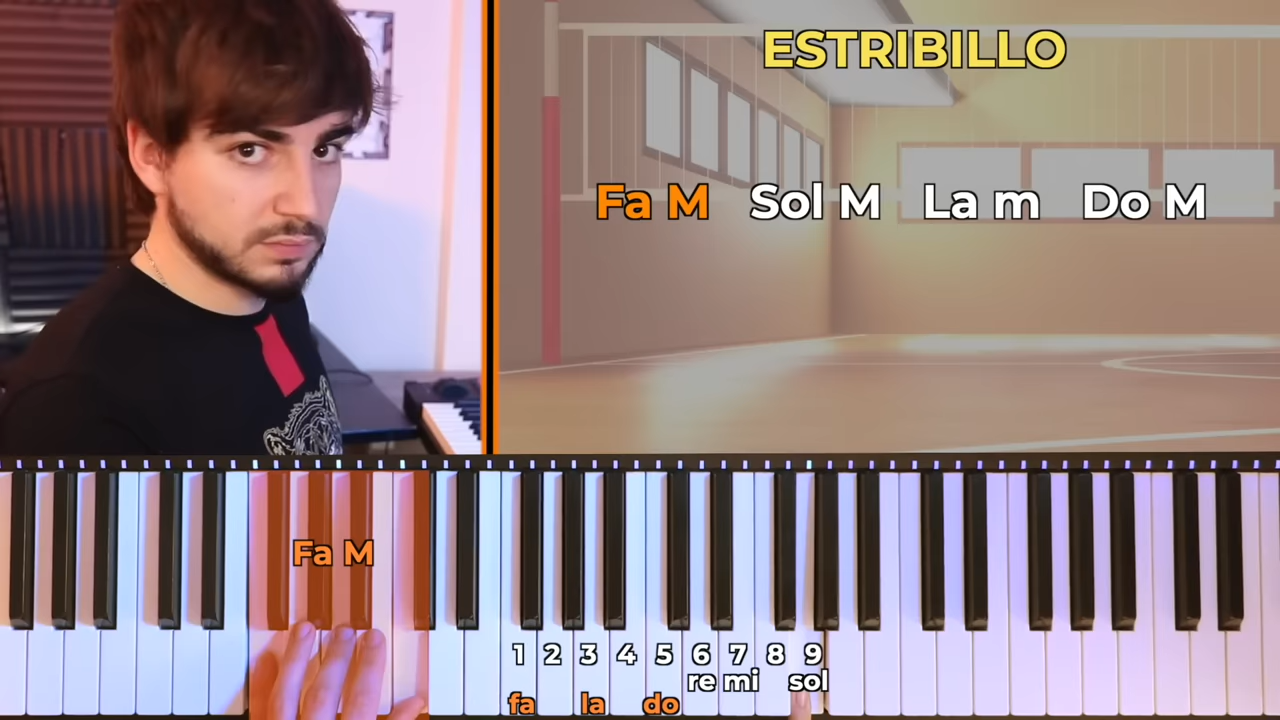 ESTRIBILLO
Fa M Sol M La m Do M
Fa M
1 2 3 4 5 6 7 8 9
re mi sol
fa la do